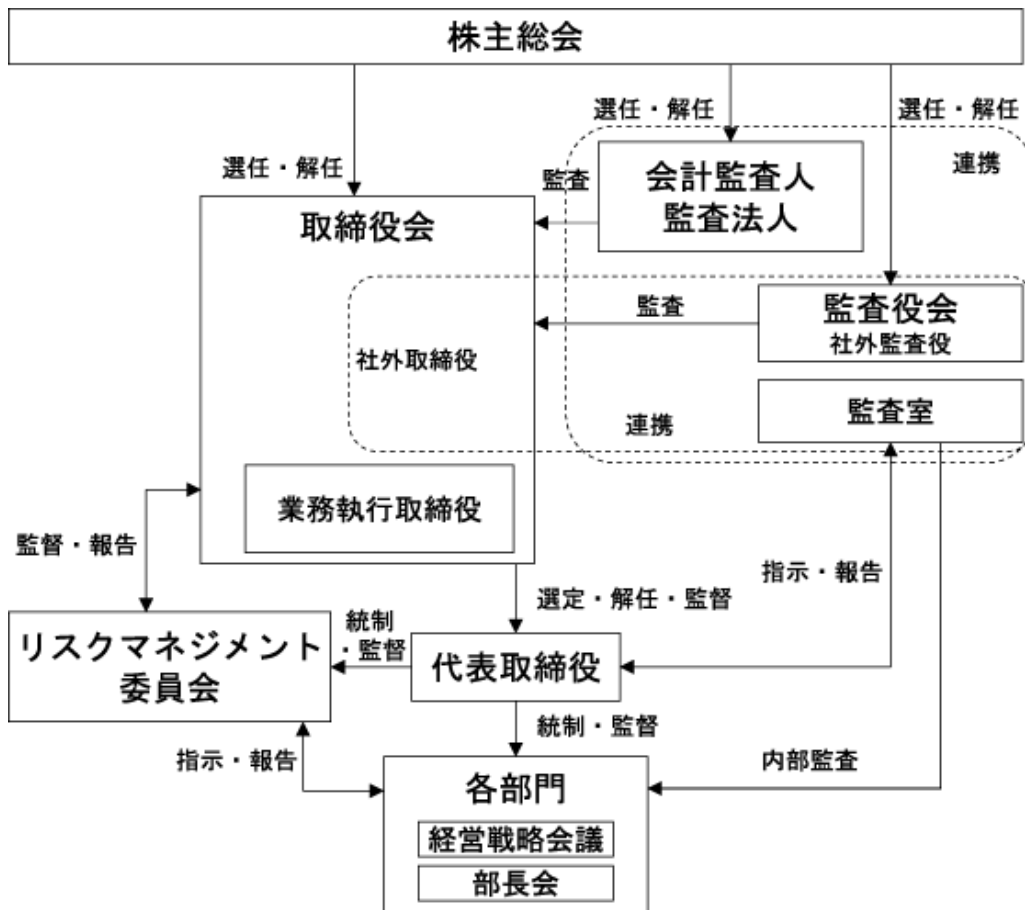 株主総会
選任・解任
選任・解任
選任・解任
連携
会計監査人
監査法人
監査
取締役会
監査役会
社外監査役
監査
社外取締役
監査室
連携
業務執行取締役
監督・報告
指示・報告
選定・解任・監督
リスクマネジメント
委員会
統制
・監督
代表取締役
統制・監督
指示・報告
内部監査
各部門
経営戦略会議
部長会